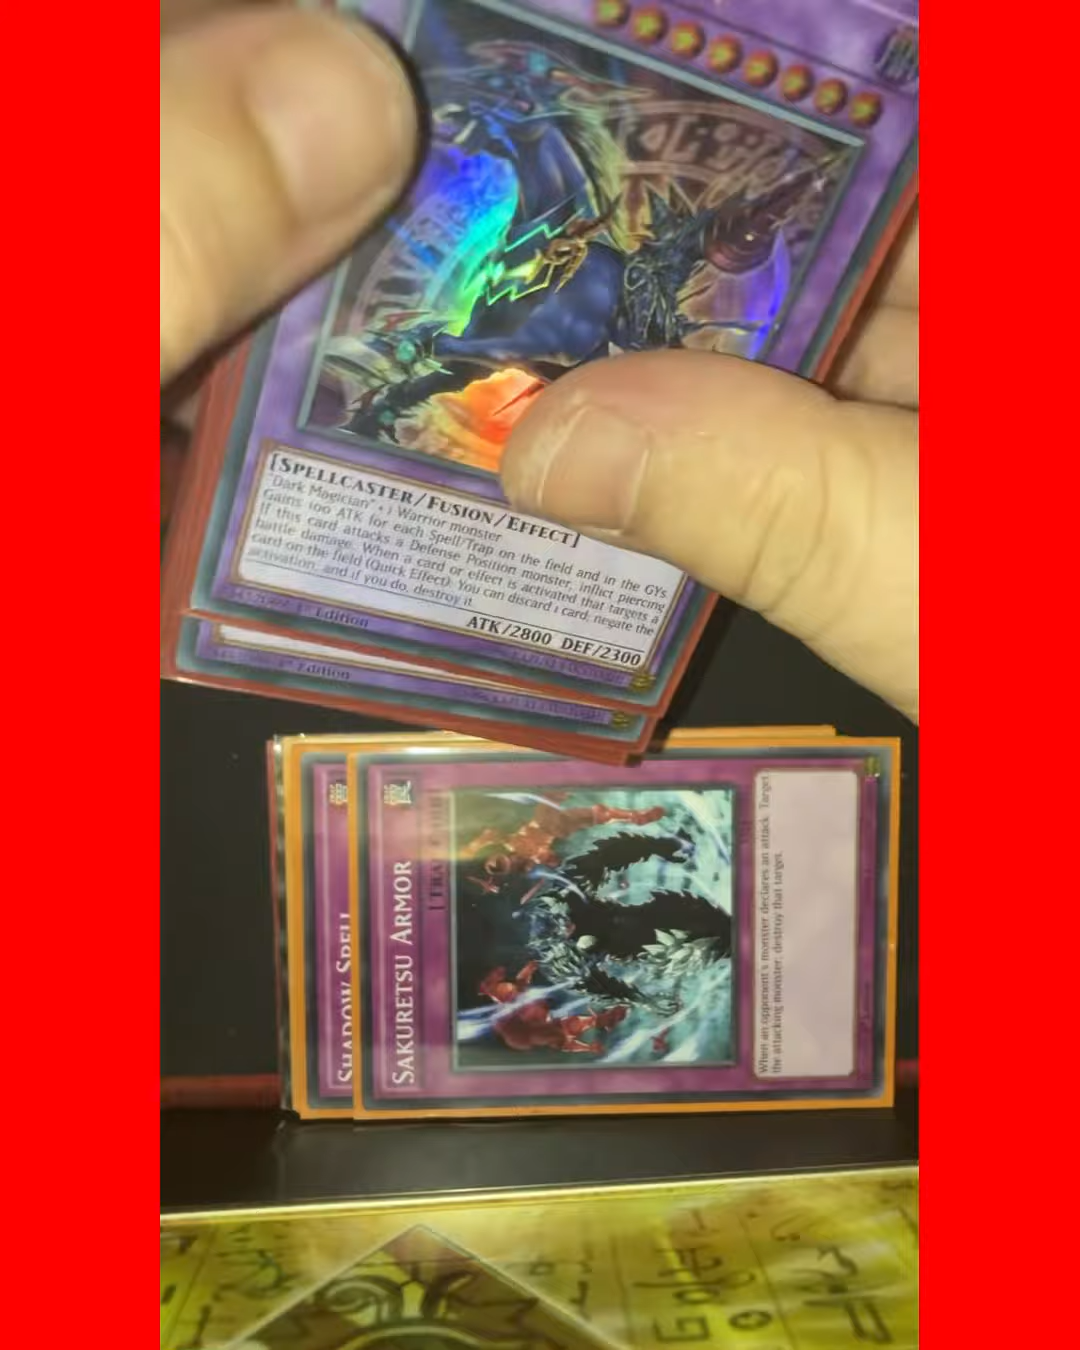 [SPELLCASTER/FUSION/EFFECT]
"Dark Magician" + 1 Warrior monster
Gains 100 ATK for each Spell/Trap on the field and in the GYs.
If this card attacks a Defense Position monster, inflict piercing
battle damage. When a card or effect is activated that targets a
card on the field (Quick Effect): You can discard 1 card; negate the
activation, and if you do, destroy it.
ATK/2800 DEF/2300
1st Edition
1st Edition
SHADOW SPELL
SAKURETSU ARMOR
When an opponent's monster declares an attack: Target
the attacking monster; destroy that target.